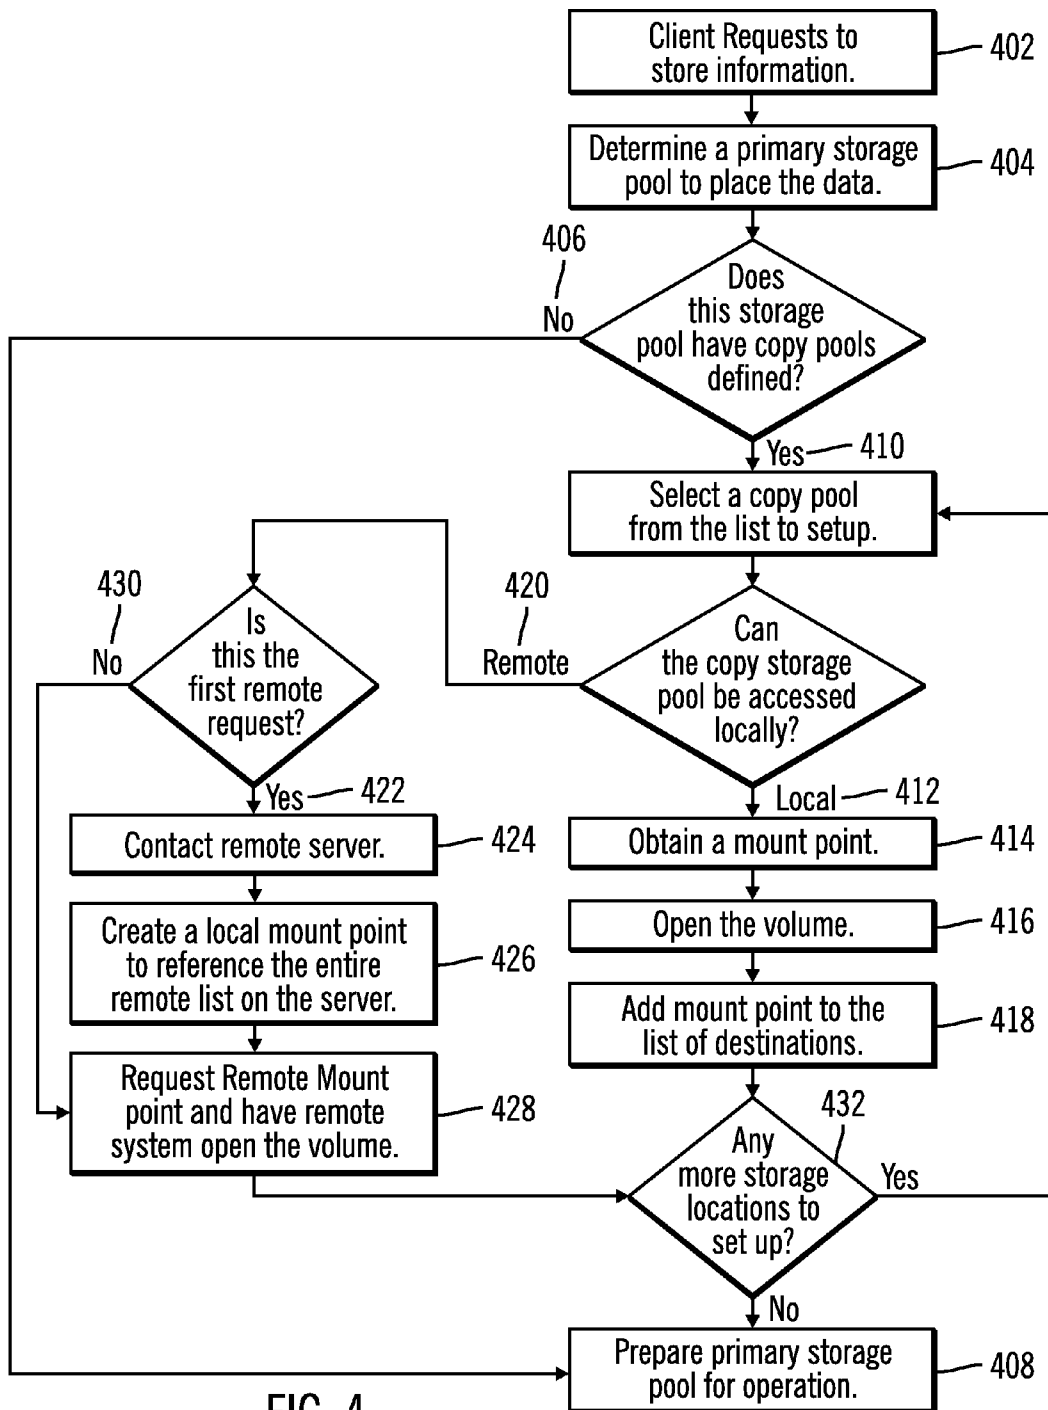 Client Requests to
store information.
402
Determine a primary storage
pool to place the data.
404
406
No
Does
this storage
pool have copy pools
defined?
Yes
410
Select a copy pool
from the list to setup.
430
No
Is
this the
first remote
request?
420
Remote
Can
the copy storage
pool be accessed
locally?
Yes
422
Local
412
Contact remote server.
424
Obtain a mount point.
414
Create a local mount point
to reference the entire
remote list on the server.
426
Open the volume.
416
Add mount point to the
list of destinations.
418
Request Remote Mount
point and have remote
system open the volume.
428
432
Any
more storage
locations to
set up?
Yes
No
Prepare primary storage
pool for operation.
408
FIG. 4